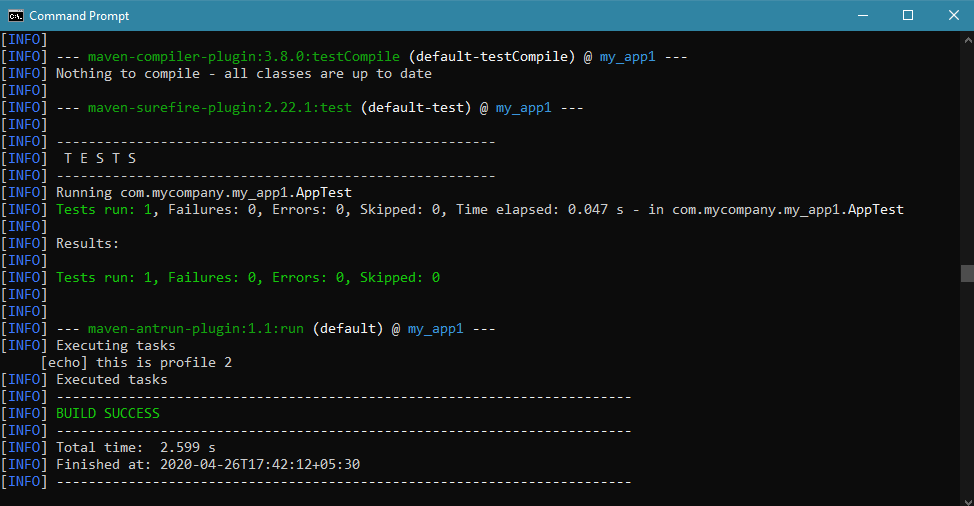 Command Prompt
[INFO]
[INFO] --- maven-compiler-plugin:3.8.0:testCompile (default-testCompile) @ my_app1 ---
[INFO] Nothing to compile - all classes are up to date
[INFO]
[INFO] --- maven-surefire-plugin:2.22.1:test (default-test) @ my_app1 ---
[INFO]
[INFO] -------------------------------------------------------
[INFO]  T E S T S
[INFO] -------------------------------------------------------
[INFO] Running com.mycompany.my_app1.AppTest
[INFO] Tests run: 1, Failures: 0, Errors: 0, Skipped: 0, Time elapsed: 0.047 s - in com.mycompany.my_app1.AppTest
[INFO]
[INFO] Results:
[INFO]
[INFO] Tests run: 1, Failures: 0, Errors: 0, Skipped: 0
[INFO]
[INFO]
[INFO] --- maven-antrun-plugin:1.1:run (default) @ my_app1 ---
[INFO] Executing tasks
     [echo] this is profile 2
[INFO] Executed tasks
[INFO] ------------------------------------------------------------------------
[INFO] BUILD SUCCESS
[INFO] ------------------------------------------------------------------------
[INFO] Total time:  2.599 s
[INFO] Finished at: 2020-04-26T17:42:12+05:30
[INFO] ------------------------------------------------------------------------